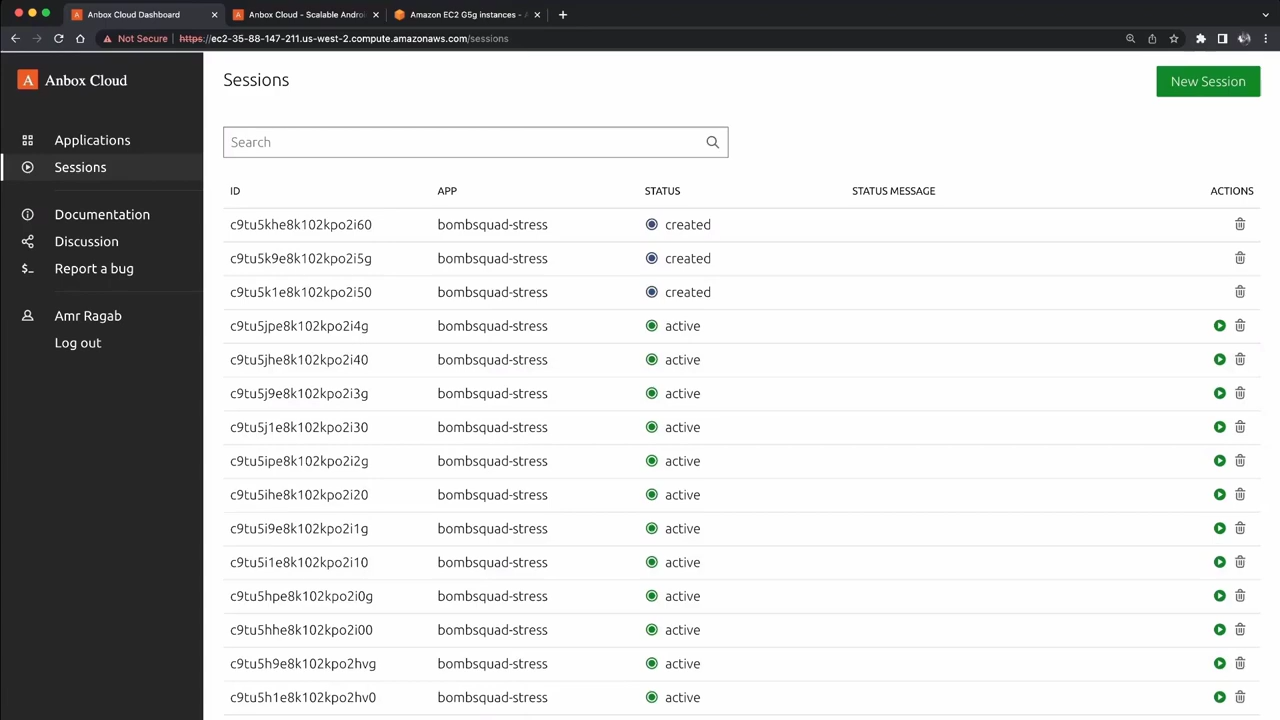 Anbox Cloud Dashboard
Anbox Cloud - Scalable Androi
Amazon EC2 G5g instances -
Not Secure
https://ec2-35-88-147-211.us-west-2.compute.amazonaws.com/sessions
A Anbox Cloud
Applications
Sessions
Documentation
Discussion
Report a bug
Amr Ragab
Log out
Sessions
New Session
Search
ID APP STATUS STATUS MESSAGE ACTIONS
c9tu5khe8k102kpo2i60 bombsquad-stress created
c9tu5k9e8k102kpo2i5g bombsquad-stress created
c9tu5k1e8k102kpo2i50 bombsquad-stress created
c9tu5jpe8k102kpo2i4g bombsquad-stress active
c9tu5jhe8k102kpo2i40 bombsquad-stress active
c9tu5j9e8k102kpo2i3g bombsquad-stress active
c9tu5j1e8k102kpo2i30 bombsquad-stress active
c9tu5ipe8k102kpo2i2g bombsquad-stress active
c9tu5ihe8k102kpo2i20 bombsquad-stress active
c9tu5i9e8k102kpo2i1g bombsquad-stress active
c9tu5i1e8k102kpo2i10 bombsquad-stress active
c9tu5hpe8k102kpo2i0g bombsquad-stress active
c9tu5hhe8k102kpo2i00 bombsquad-stress active
c9tu5h9e8k102kpo2hvg bombsquad-stress active
c9tu5h1e8k102kpo2hv0 bombsquad-stress active